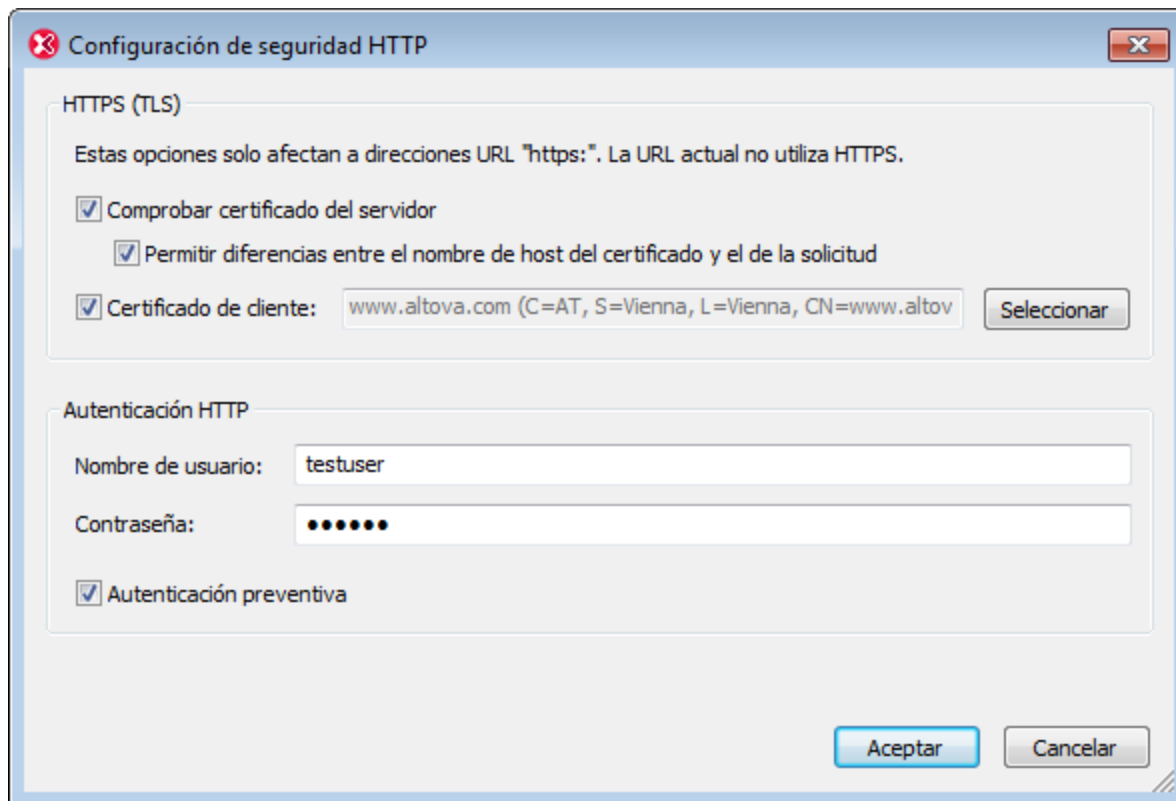 Configuración de seguridad HTTP
HTTPS (TLS)
Estas opciones solo afectan a direcciones URL "https:". La URL actual no utiliza HTTPS.
Comprobar certificado del servidor
Permitir diferencias entre el nombre de host del certificado y el de la solicitud
Certificado de cliente: www.altova.com (C=AT, S=Vienna, L=Vienna, CN=www.altov Seleccionar
Autenticación HTTP
Nombre de usuario: testuser
Contraseña: ••••••
Autenticación preventiva
Aceptar Cancelar